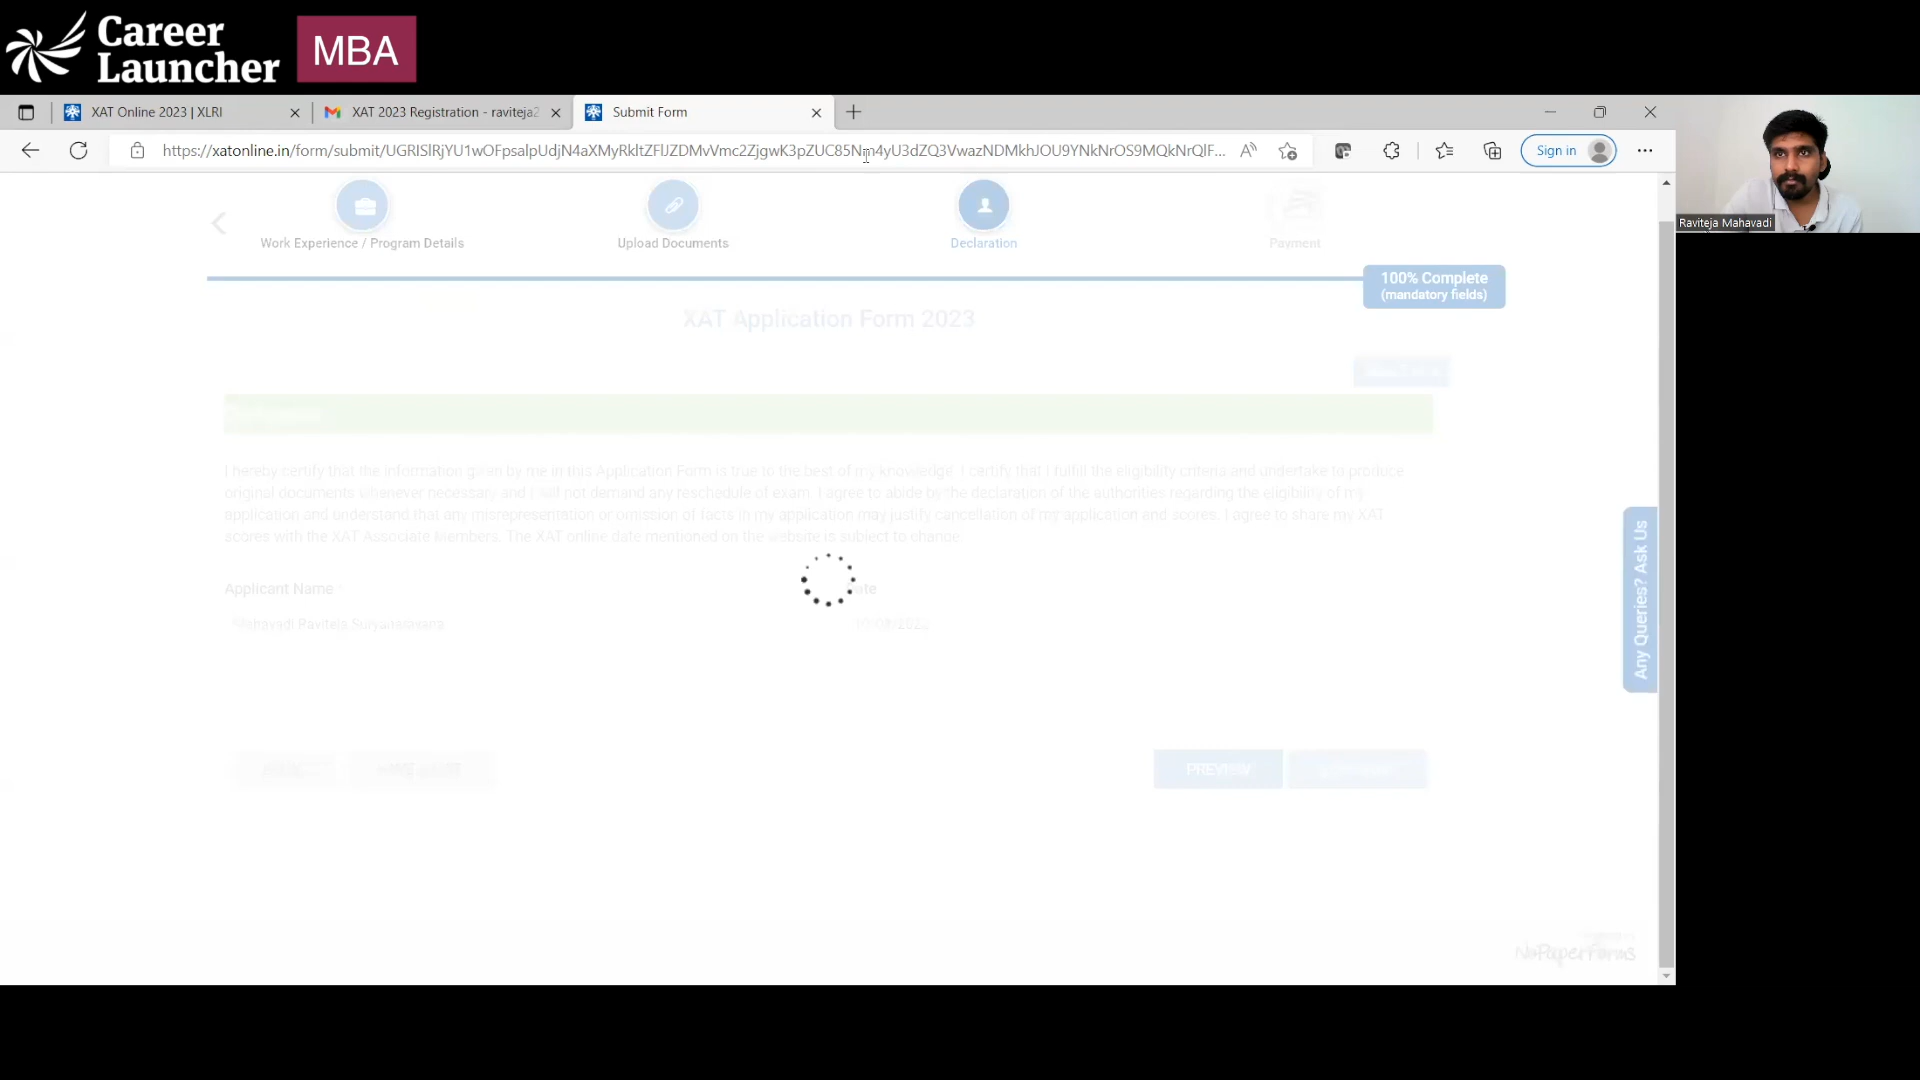 Career
Launcher
MBA
XAT Online 2023 | XLRI
XAT 2023 Registration - raviteja2
Submit Form
Sign in
Raviteja Mahavadi
Work Experience / Program Details
Upload Documents
Declaration
Payment
100% Complete
(mandatory fields)
XAT Application Form 2023
I hereby certify that the information given by me in this Application Form is true to the best of my knowledge. I certify that I fulfill the eligibility criteria and undertake to produce
original documents whenever necessary and I will not demand any reschedule of exam. I agree to abide by the declaration of the authorities regarding the eligibility of my
application and understand that any misrepresentation or omission of facts in my application may justify cancellation of my application and scores. I agree to share my XAT
scores with the XAT Associate Members. The XAT online date mentioned on the website is subject to change.
Applicant Name
Date
Any Queries? Ask Us
PREVIEW
NoPaperForms